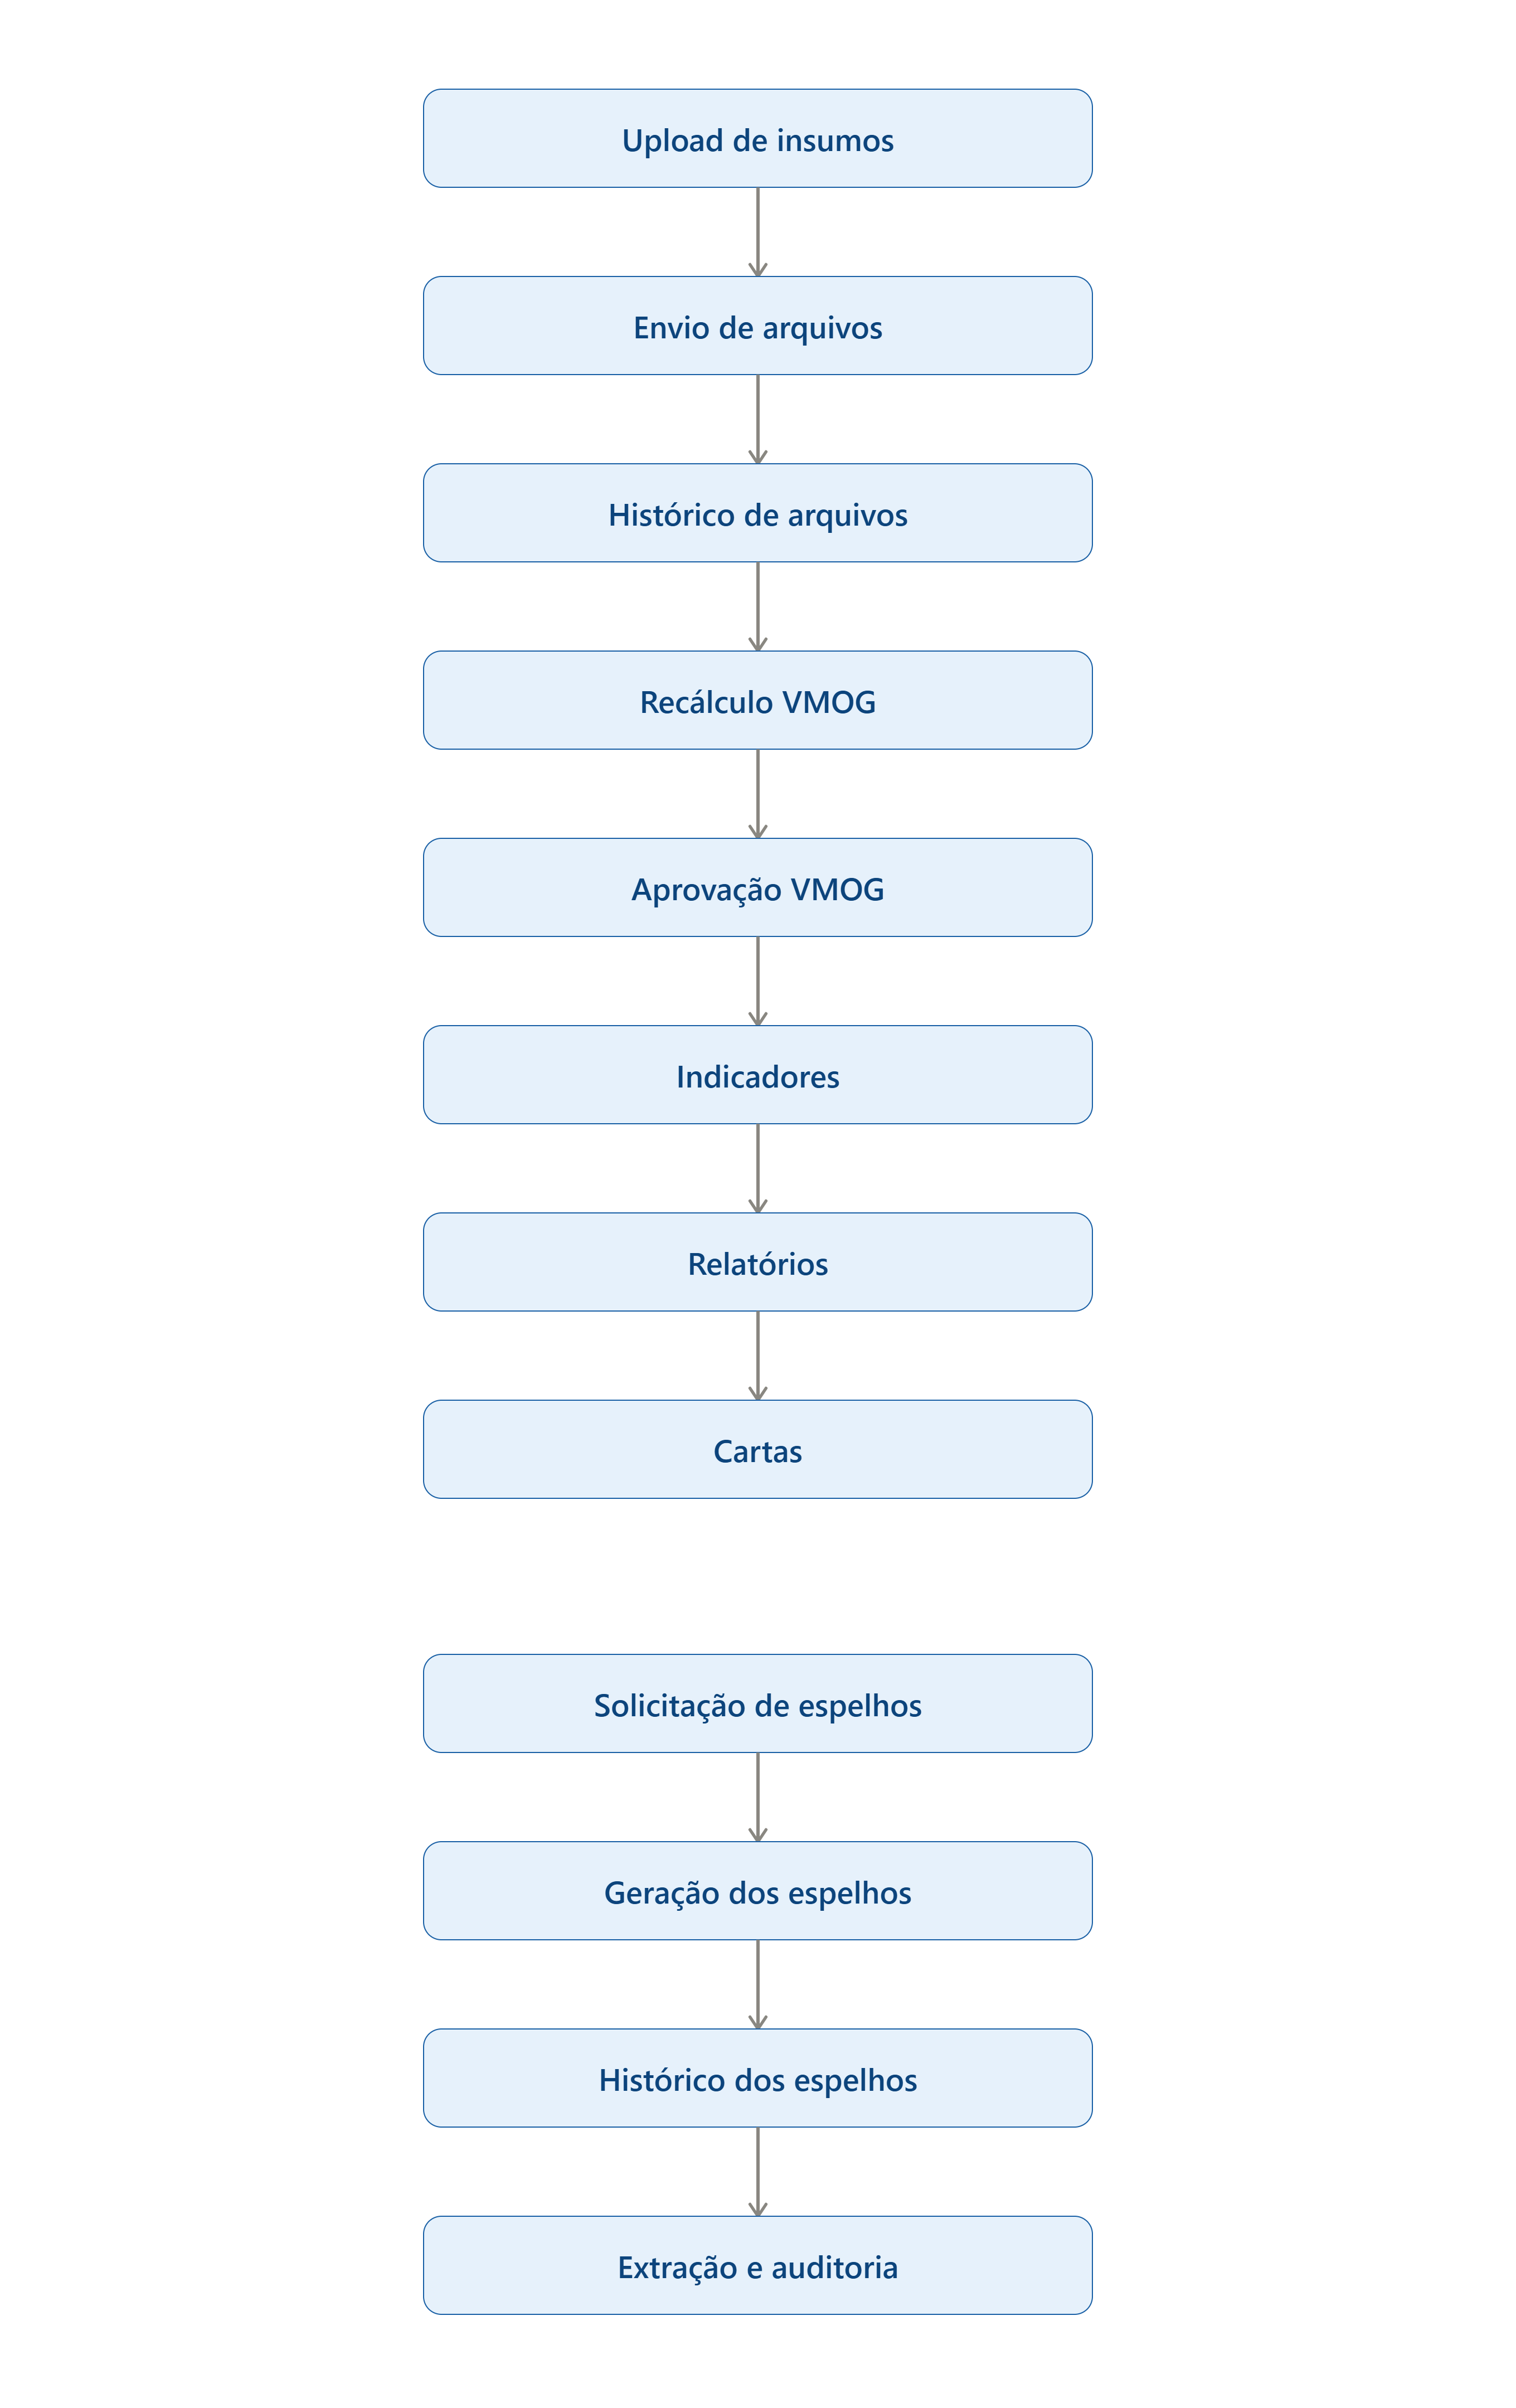 Upload de insumos
Envio de arquivos
Histórico de arquivos
Recálculo VMOG
Aprovação VMOG
Indicadores
Relatórios
Cartas
Solicitação de espelhos
Geração dos espelhos
Histórico dos espelhos
Extração e auditoria